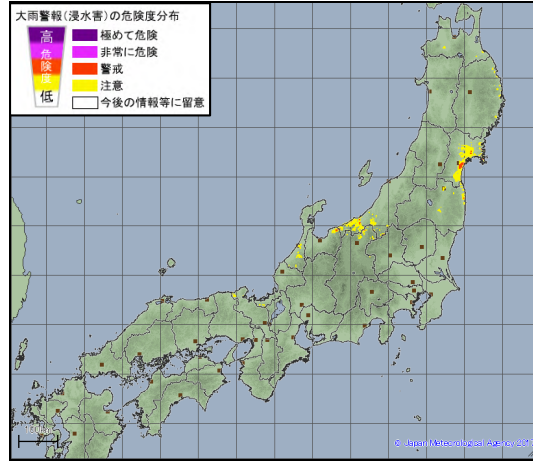 大雨警報(浸水害)の危険度分布
高
危険度
低
極めて危険
非常に危険
警戒
注意
今後の情報等に留意
© Japan Meteorological Agency 2017